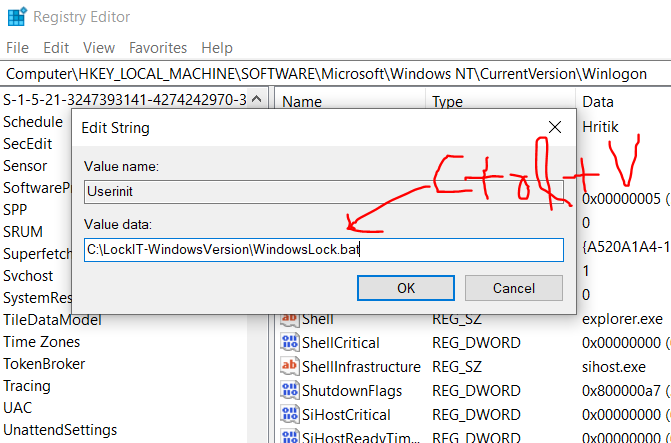 Registry Editor
File Edit View Favorites Help
Computer\HKEY_LOCAL_MACHINE\SOFTWARE\Microsoft\Windows NT\CurrentVersion\Winlogon
S-1-5-21-3247393141-4274242970-3
Name Type Data
Schedule
Edit String
Hritik
SecEdit
Sensor
Value name:
Ctrl + V
SoftwarePr
Userinit
0x00000005 (
SPP
Value data:
0
SRUM
C:\LockIT-WindowsVersion\WindowsLock.bat
{A520A1A4-1
Superfetch
1
Svchost
OK Cancel
SystemRes
0
TileDataModel
Shell REG_SZ explorer.exe
Time Zones
ShellCritical REG_DWORD 0x00000000 (
TokenBroker
ShellInfrastructure REG_SZ sihost.exe
Tracing
ShutdownFlags REG_DWORD 0x800000a7 (
UAC
SiHostCritical REG_DWORD 0x00000000 (
UnattendSettings
SiHostReadyTim... REG_DWORD 0x00000000 (